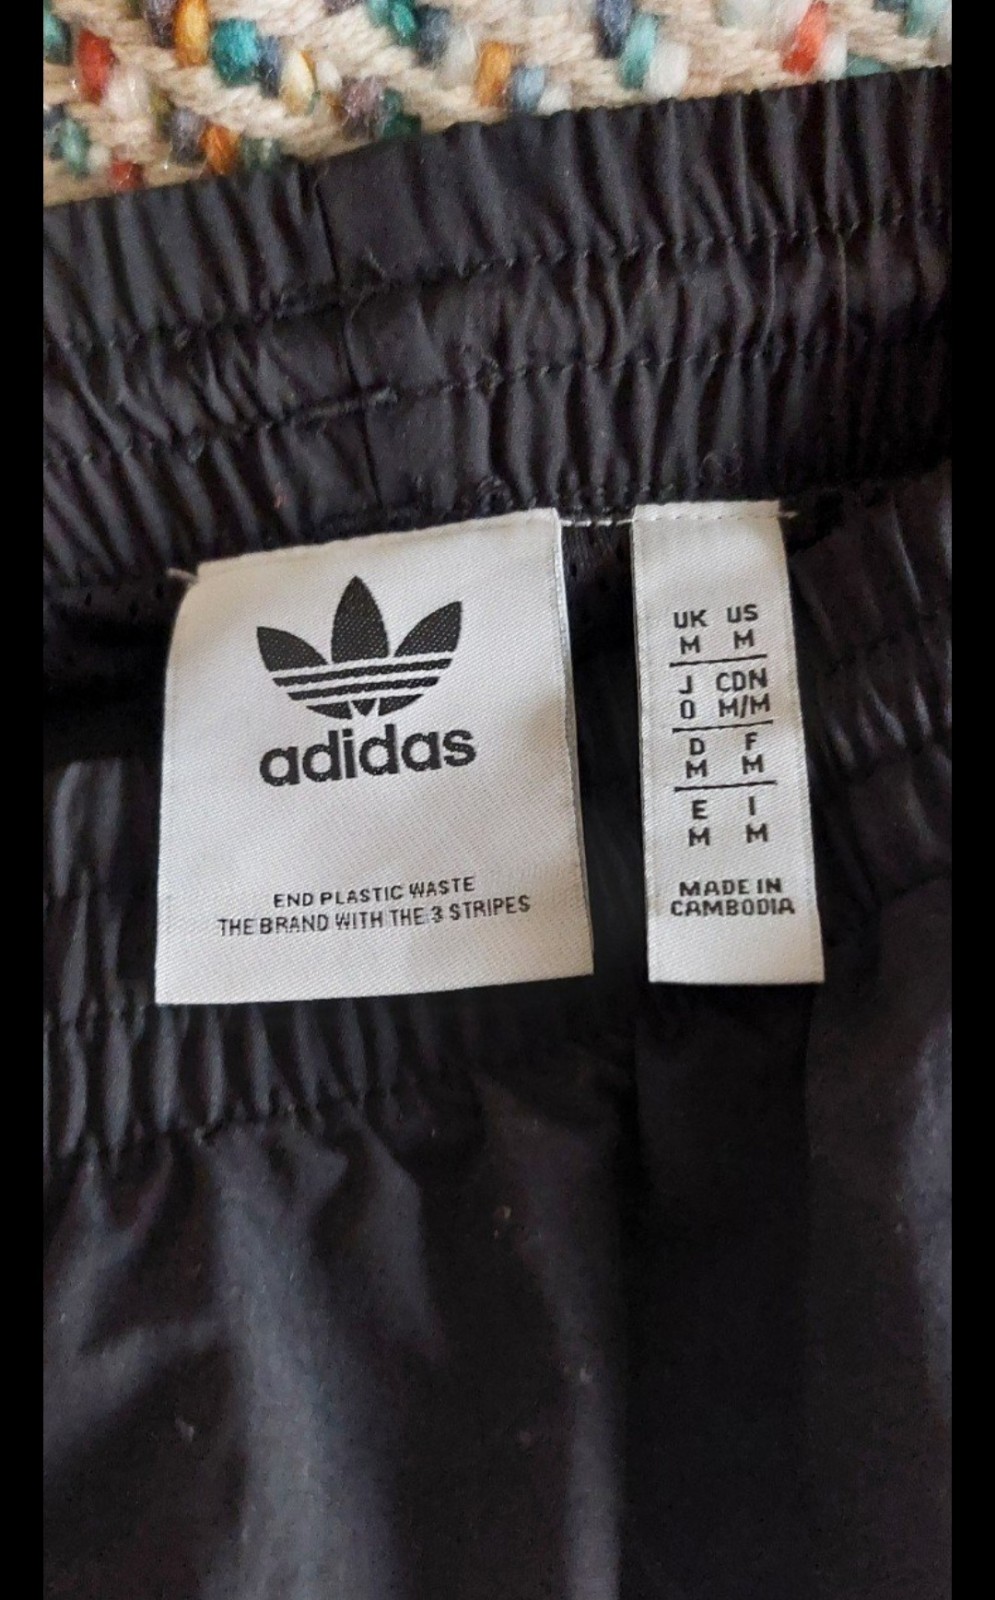 adidas
END PLASTIC WASTE
THE BRAND WITH THE 3 STRIPES
UK US
M M
J CDN
O M/M
D F
M M
E I
M M
MADE IN
CAMBODIA